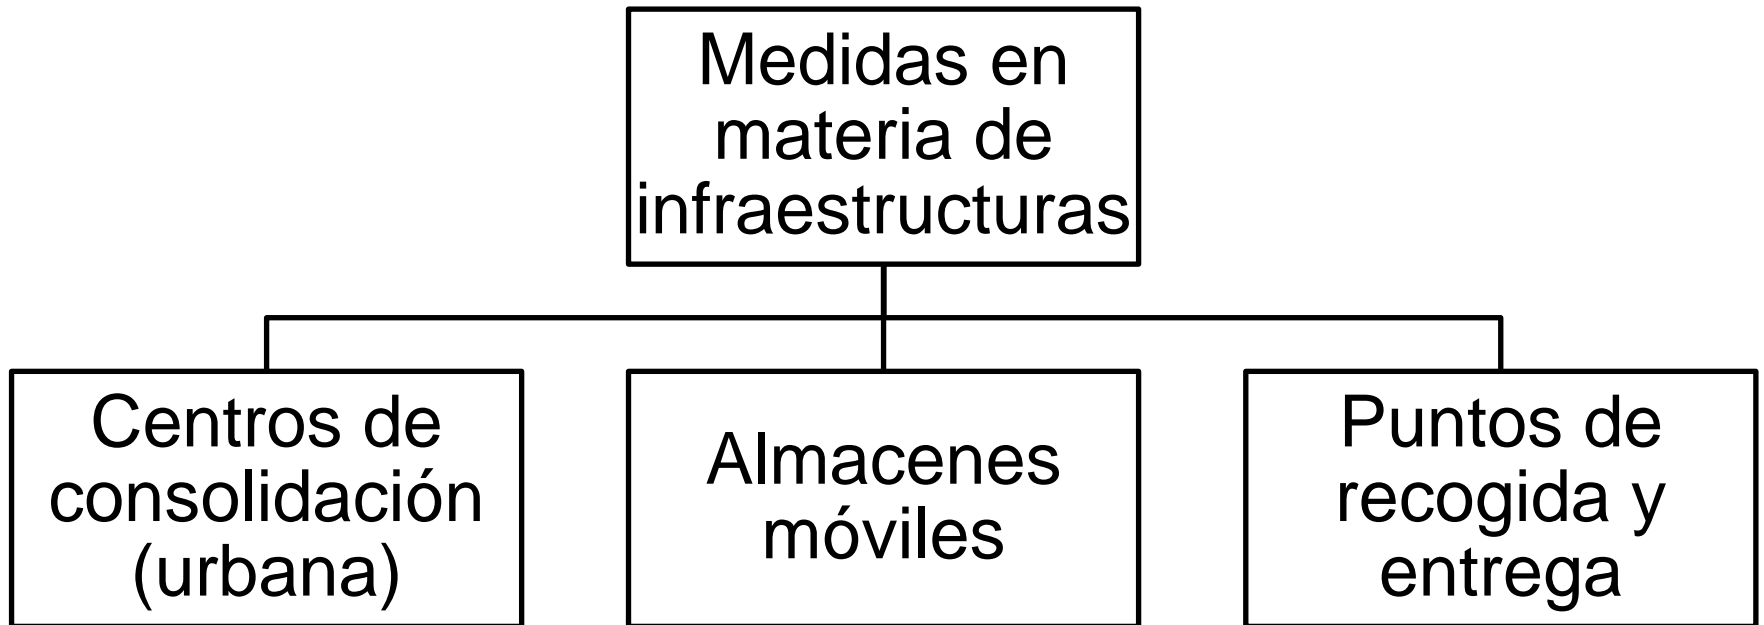 Medidas en
materia de
infraestructuras
Centros de
consolidación
(urbana)
Almacenes
móviles
Puntos de
recogida y
entrega